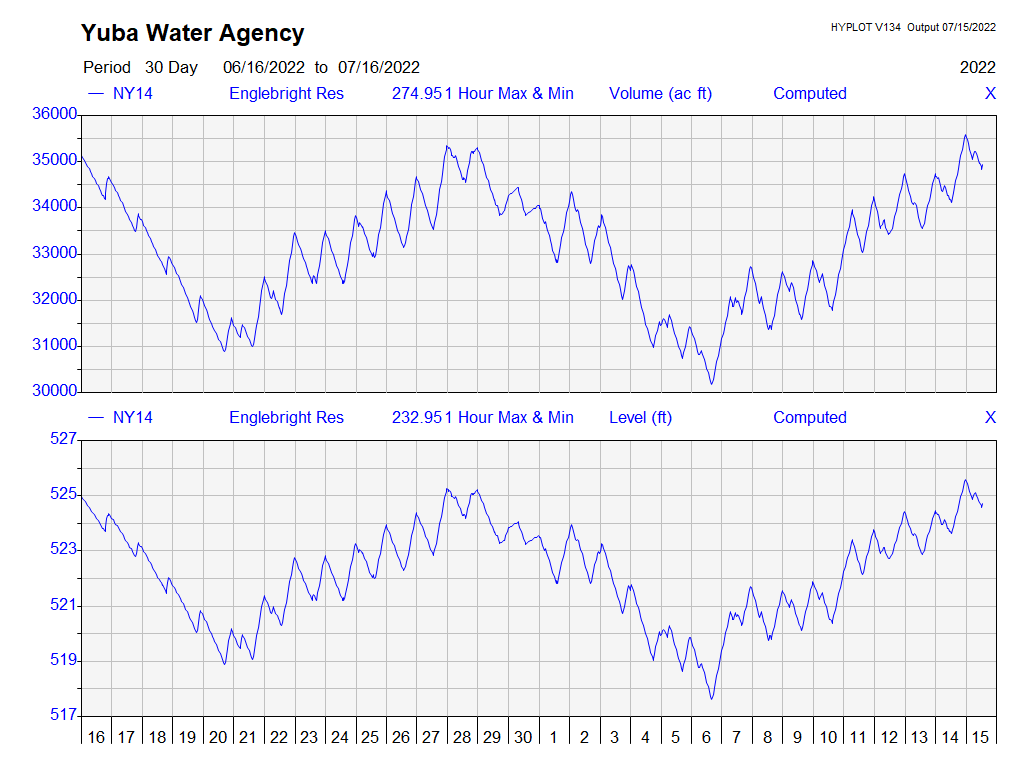 Yuba Water Agency
HYPLOT V134 Output 07/15/2022
Period 30 Day 06/16/2022 to 07/16/2022 2022
NY14 Englebright Res 274.951 Hour Max & Min Volume (ac ft) Computed X
36000
35000
34000
33000
32000
31000
30000
NY14 Englebright Res 232.951 Hour Max & Min Level (ft) Computed X
527
525
523
521
519
517
16 17 18 19 20 21 22 23 24 25 26 27 28 29 30 1 2 3 4 5 6 7 8 9 10 11 12 13 14 15